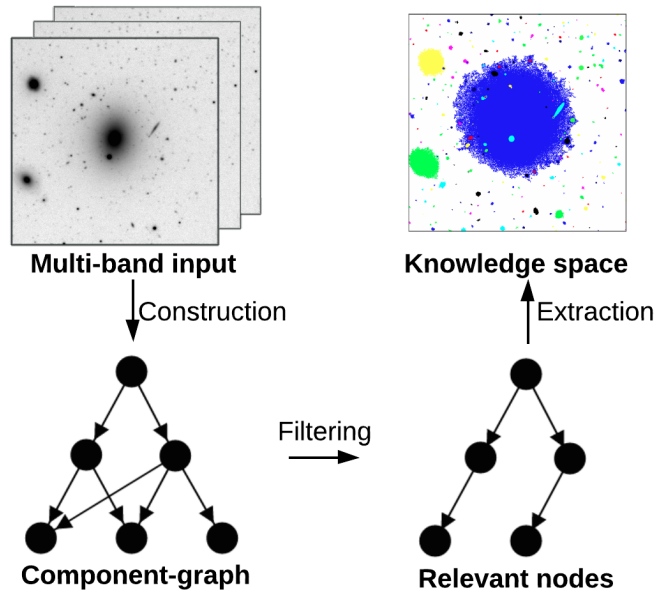 Multi-band input
Knowledge space
Construction
Extraction
Filtering
Component-graph
Relevant nodes